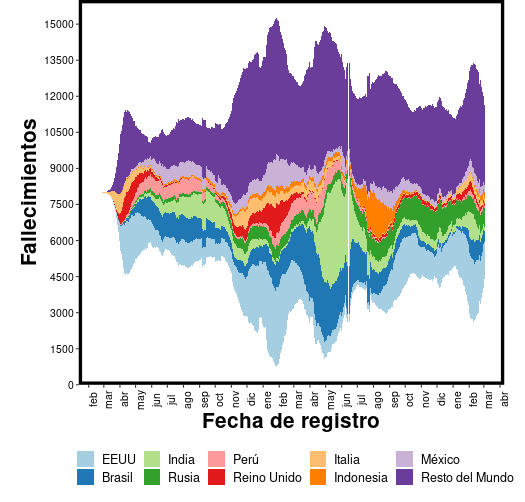 Fallecimientos
15000
13500
12000
10500
9000
7500
6000
4500
3000
1500
0
feb mar abr may jun jul ago sep oct nov dic ene feb mar abr may jun jul ago sep oct nov dic ene feb mar abr
Fecha de registro
EEUU India Perú Italia México
Brasil Rusia Reino Unido Indonesia Resto del Mundo